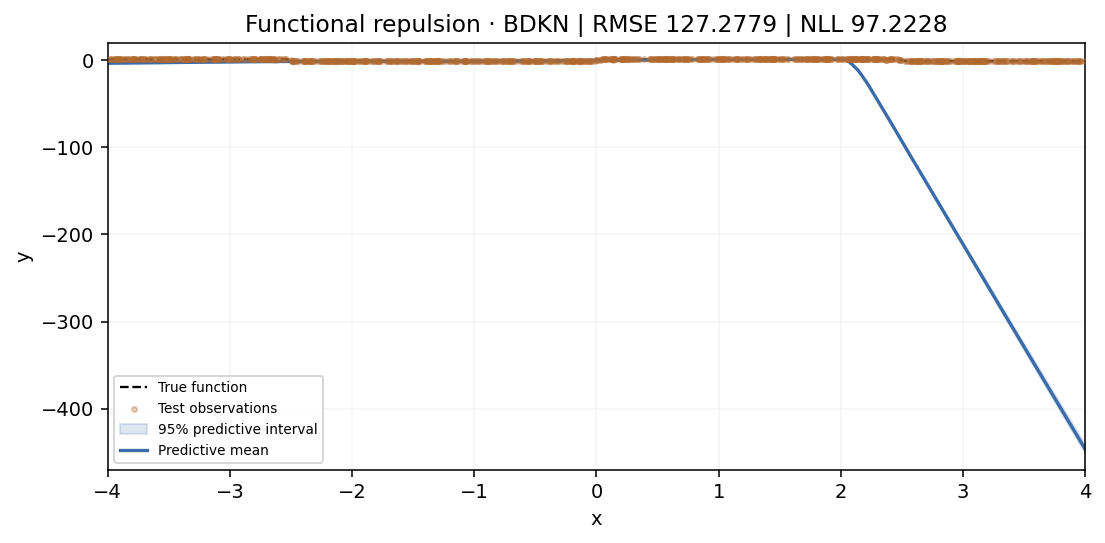 Functional repulsion · BDKN | RMSE 127.2779 | NLL 97.2228
0
−100
−200
−300
−400
y
True function
Test observations
95% predictive interval
Predictive mean
−4
−3
−2
−1
0
1
2
3
4
x